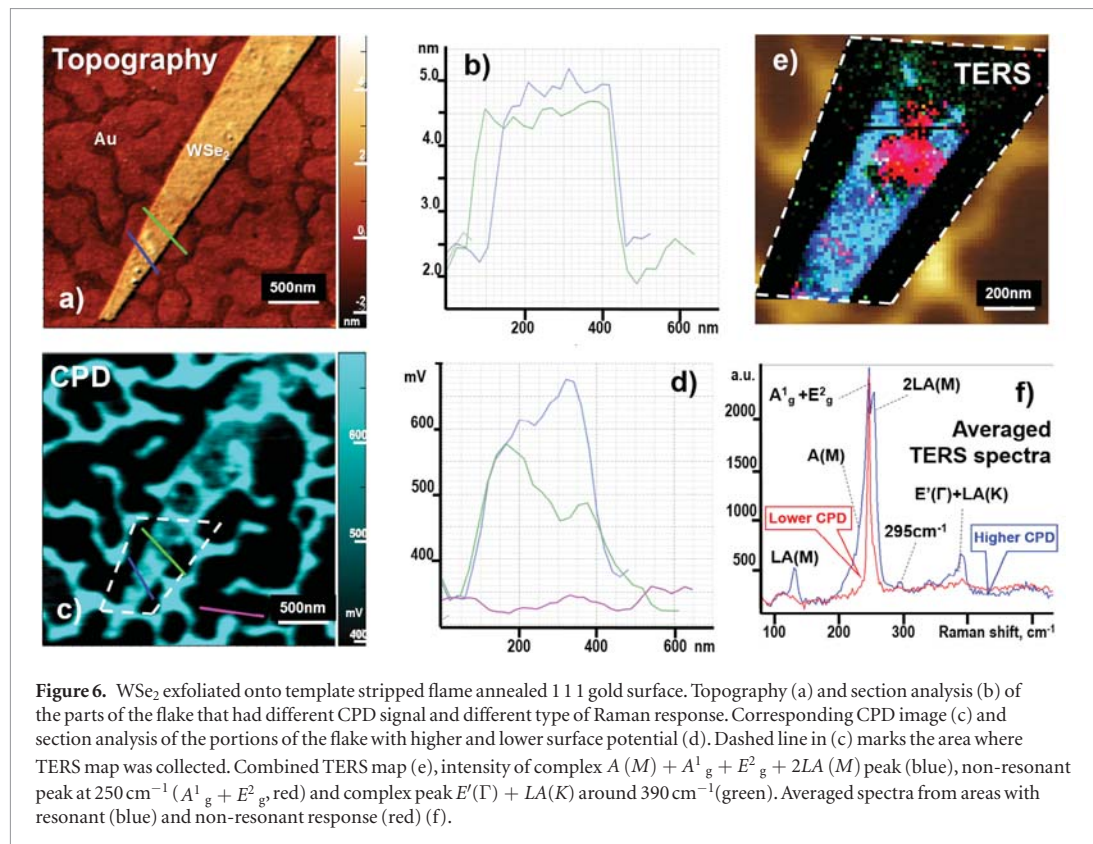 Topography
Au
WSe₂
a)
500nm
2
0
-2
nm
nm
b)
5.0
4.0
3.0
2.0
200
400
600
nm
e)
TERS
200nm
CPD
c)
500nm
600
500
mV
400
mV
d)
600
500
400
200
400
600
nm
a.u.
f)
2000
1500
1000
500
A¹g +E²g
2LA(M)
Averaged
TERS spectra
A(M)
E'(Γ)+LA(K)
Lower CPD
295cm⁻¹
Higher CPD
LA(M)
100
200
300
Raman shift, cm⁻¹
Figure 6. WSe₂ exfoliated onto template stripped flame annealed 1 1 1 gold surface. Topography (a) and section analysis (b) of
the parts of the flake that had different CPD signal and different type of Raman response. Corresponding CPD image (c) and
section analysis of the portions of the flake with higher and lower surface potential (d). Dashed line in (c) marks the area where
TERS map was collected. Combined TERS map (e), intensity of complex A (M) + A¹g + E²g + 2LA (M) peak (blue), non-resonant
peak at 250 cm⁻¹ (A¹g + E²g, red) and complex peak E′(Γ) + LA(K) around 390 cm⁻¹(green). Averaged spectra from areas with
resonant (blue) and non-resonant response (red) (f).